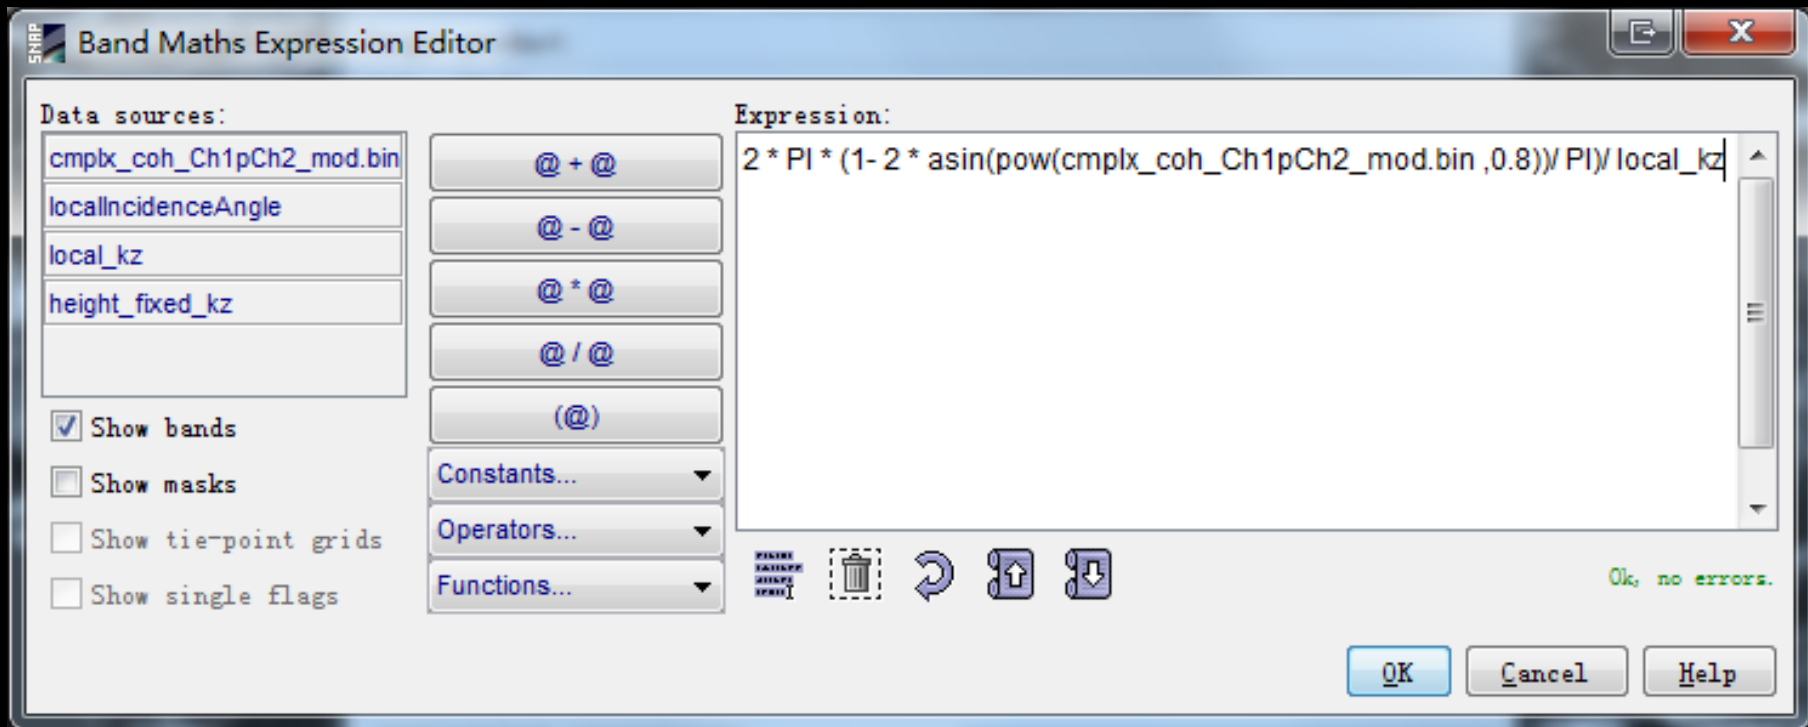 SNAP
Band Maths Expression Editor
X
Data sources:
cmplx_coh_Ch1pCh2_mod.bin
localIncidenceAngle
local_kz
height_fixed_kz
Show bands
Show masks
Show tie-point grids
Show single flags
@ + @
@ - @
@ * @
@ / @
(@)
Constants...
Operators...
Functions...
Expression:
2 * PI * (1- 2 * asin(pow(cmplx_coh_Ch1pCh2_mod.bin ,0.8))/ PI)/ local_kz
Ok, no errors.
OK
Cancel
Help